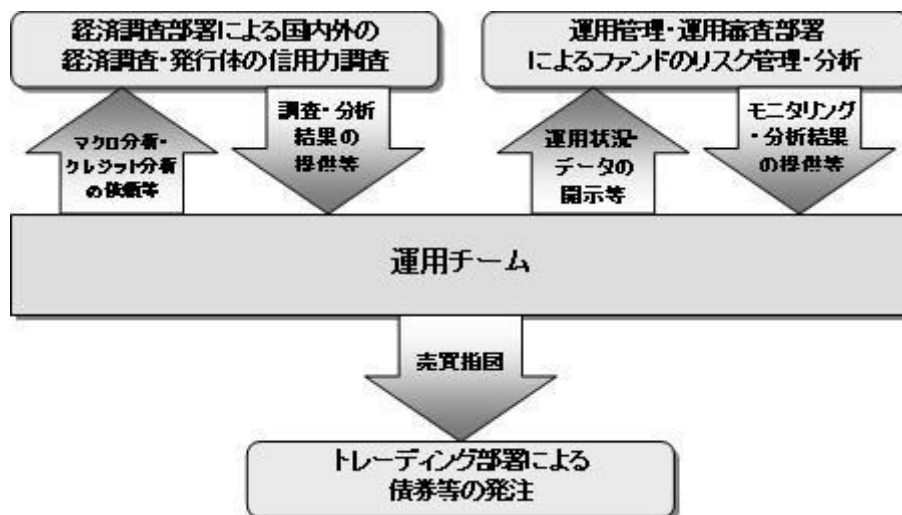 経済調査部署による国内外の
経済調査・発行体の信用力調査
運用管理・運用審査部署
によるファンドのリスク管理・分析
マクロ分析・
クレジット分析
の依頼等
調査・分析
結果の
提供等
運用状況・
データの
開示等
モニタリング
・分析結果
の提供等
運用チーム
売買指図
トレーディング部署による
債券等の発注